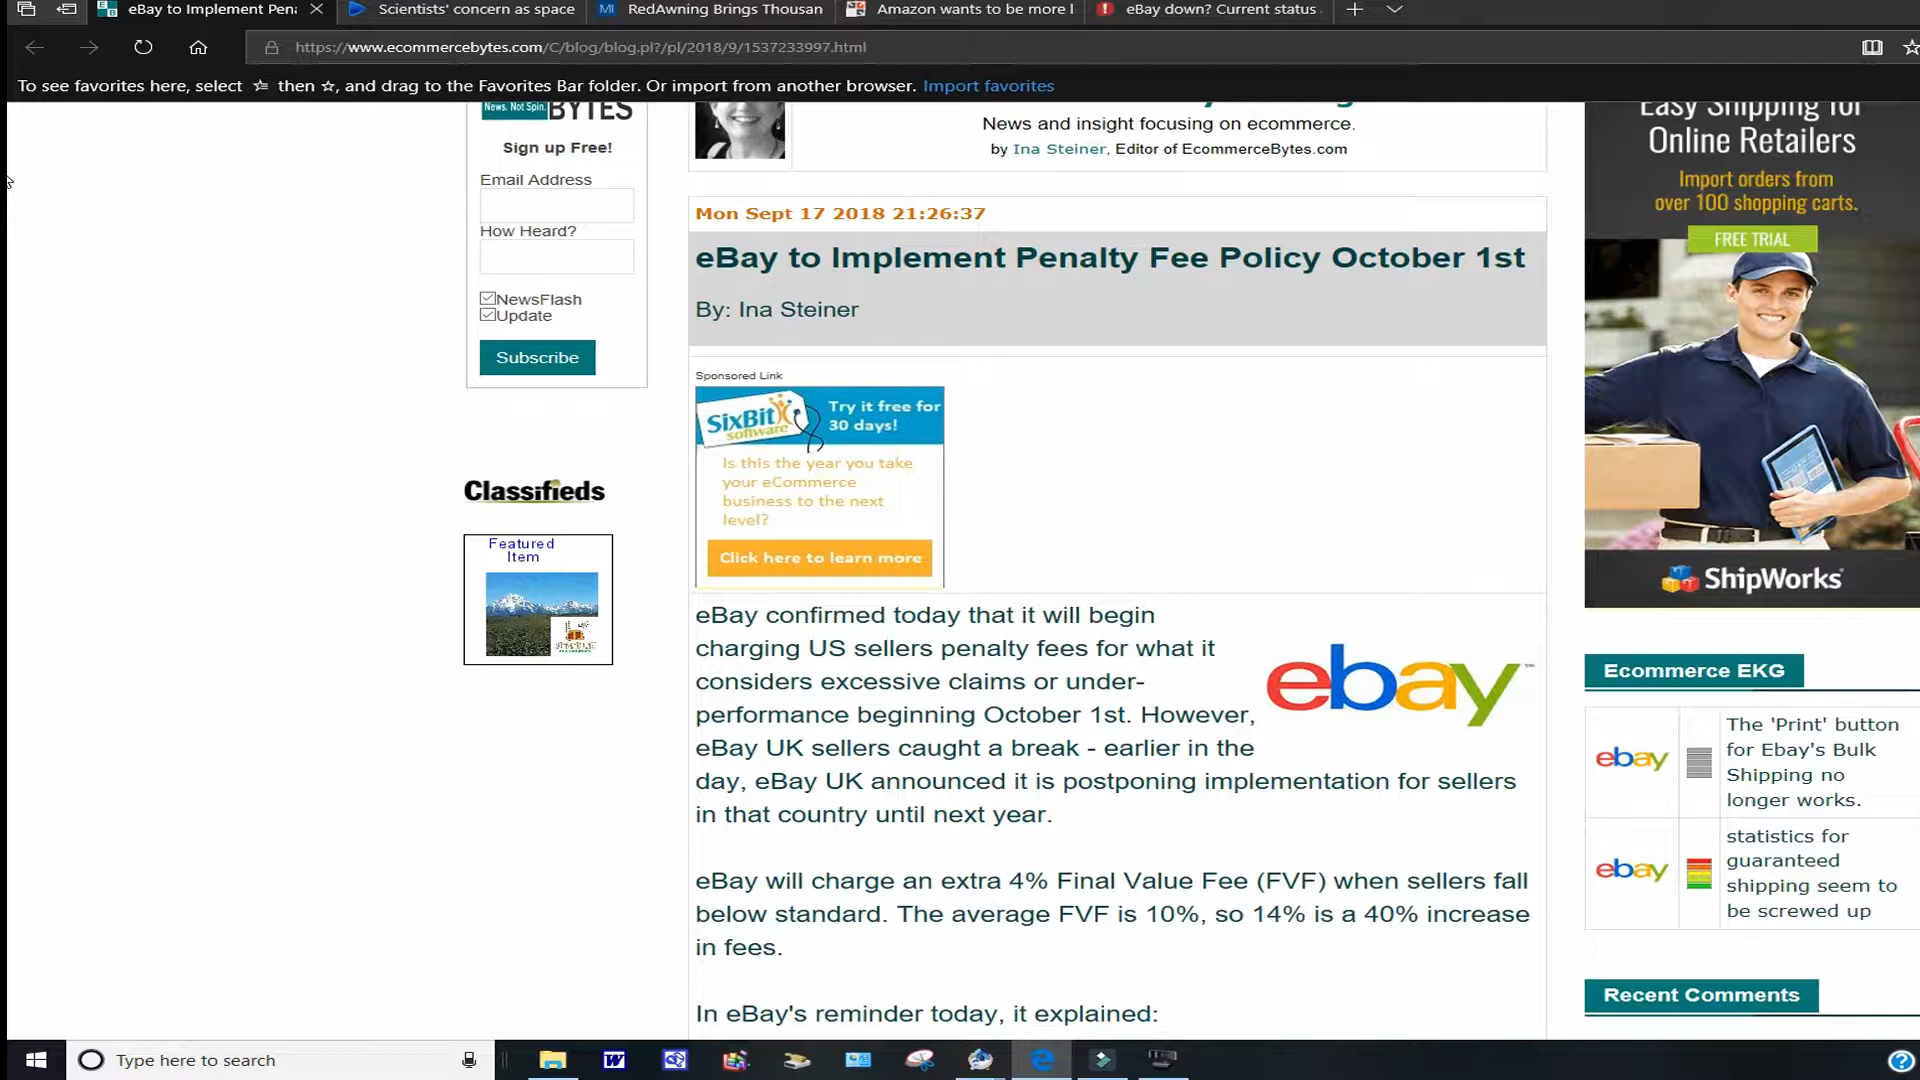 eBay to Implement Pena
Scientists' concern as space
MI RedAwning Brings Thousan
Amazon wants to be more l
eBay down? Current status
https://www.ecommercebytes.com/C/blog/blog.pl?/pl/2018/9/1537233997.html
To see favorites here, select then ☆, and drag to the Favorites Bar folder. Or import from another browser. Import favorites
News. Not Spin. BYTES
Sign up Free!
Email Address
How Heard?
NewsFlash
Update
Subscribe
Classifieds
Featured
Item
News and insight focusing on ecommerce.
by Ina Steiner, Editor of EcommerceBytes.com
Mon Sept 17 2018 21:26:37
eBay to Implement Penalty Fee Policy October 1st
By: Ina Steiner
Sponsored Link
SixBit
software
Try it free for
30 days!
Is this the year you take
your eCommerce
business to the next
level?
Click here to learn more
eBay confirmed today that it will begin
charging US sellers penalty fees for what it
considers excessive claims or under-
performance beginning October 1st. However,
eBay UK sellers caught a break - earlier in the
day, eBay UK announced it is postponing implementation for sellers
in that country until next year.
ebay™
eBay will charge an extra 4% Final Value Fee (FVF) when sellers fall
below standard. The average FVF is 10%, so 14% is a 40% increase
in fees.
In eBay's reminder today, it explained:
Easy Shipping for
Online Retailers
Import orders from
over 100 shopping carts.
FREE TRIAL
ShipWorks
Ecommerce EKG
ebay
The 'Print' button
for Ebay's Bulk
Shipping no
longer works.
ebay
statistics for
guaranteed
shipping seem to
be screwed up
Recent Comments
Type here to search